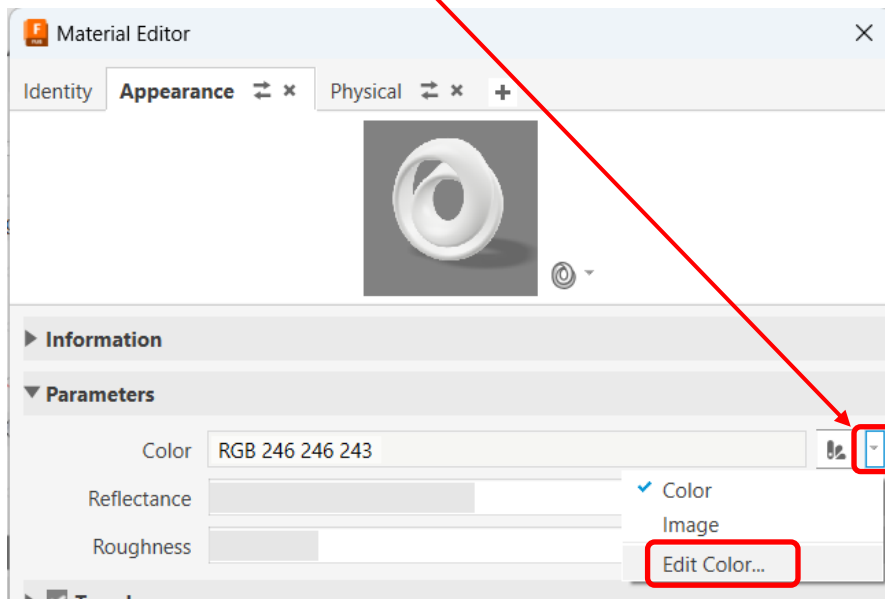 Material Editor
Identity Appearance Physical
Information
Parameters
Color RGB 246 246 243
Color
Reflectance
Image
Roughness
Edit Color...